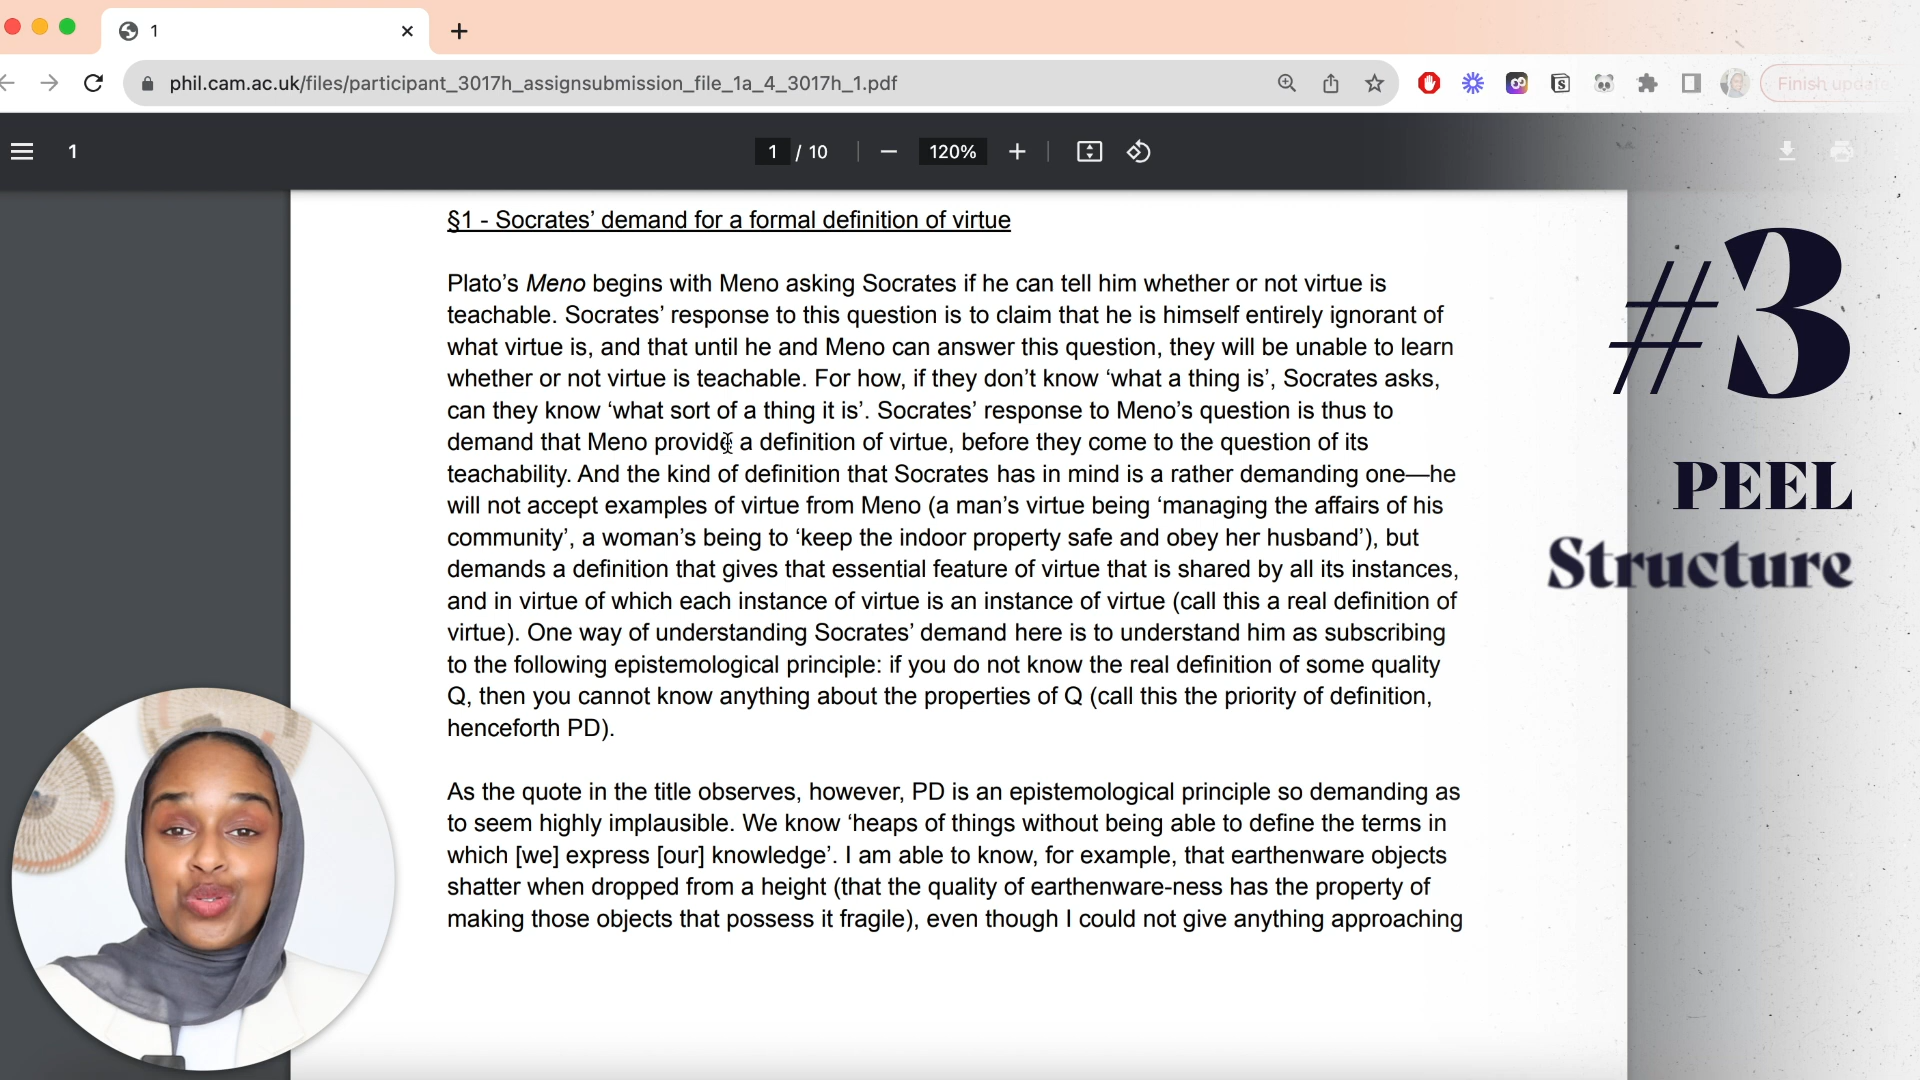 1
phil.cam.ac.uk/files/participant_3017h_assignsubmission_file_1a_4_3017h_1.pdf
Finish update
1
1 / 10
120%
§1 - Socrates’ demand for a formal definition of virtue
Plato’s Meno begins with Meno asking Socrates if he can tell him whether or not virtue is
teachable. Socrates’ response to this question is to claim that he is himself entirely ignorant of
what virtue is, and that until he and Meno can answer this question, they will be unable to learn
whether or not virtue is teachable. For how, if they don’t know ‘what a thing is’, Socrates asks,
can they know ‘what sort of a thing it is’. Socrates’ response to Meno’s question is thus to
demand that Meno provide a definition of virtue, before they come to the question of its
teachability. And the kind of definition that Socrates has in mind is a rather demanding one—he
will not accept examples of virtue from Meno (a man’s virtue being ‘managing the affairs of his
community’, a woman’s being to ‘keep the indoor property safe and obey her husband’), but
demands a definition that gives that essential feature of virtue that is shared by all its instances,
and in virtue of which each instance of virtue is an instance of virtue (call this a real definition of
virtue). One way of understanding Socrates’ demand here is to understand him as subscribing
to the following epistemological principle: if you do not know the real definition of some quality
Q, then you cannot know anything about the properties of Q (call this the priority of definition,
henceforth PD).
As the quote in the title observes, however, PD is an epistemological principle so demanding as
to seem highly implausible. We know ‘heaps of things without being able to define the terms in
which [we] express [our] knowledge’. I am able to know, for example, that earthenware objects
shatter when dropped from a height (that the quality of earthenware-ness has the property of
making those objects that possess it fragile), even though I could not give anything approaching
#3
PEEL
Structure